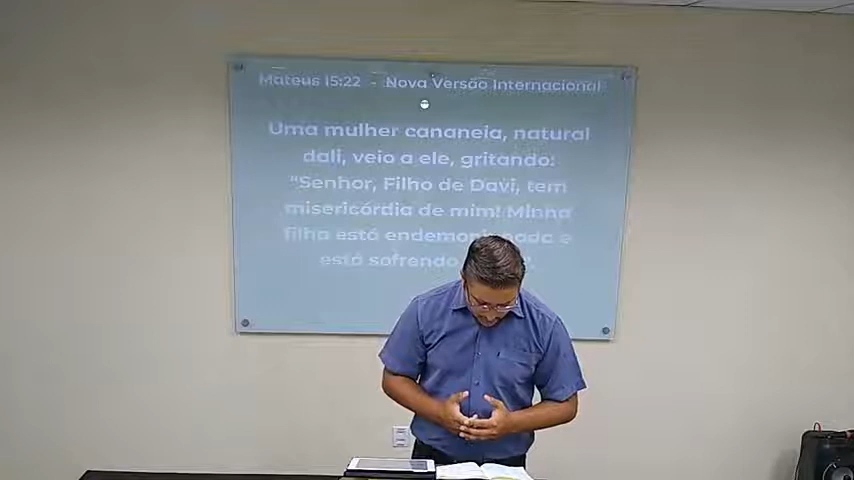 Mateus 15:22 - Nova Versão Internacional
Uma mulher cananeia, natural
dali, veio a ele, gritando:
“Senhor, Filho de Davi, tem
misericórdia de mim! Minha
filha está endemoninhada e
está sofrendo